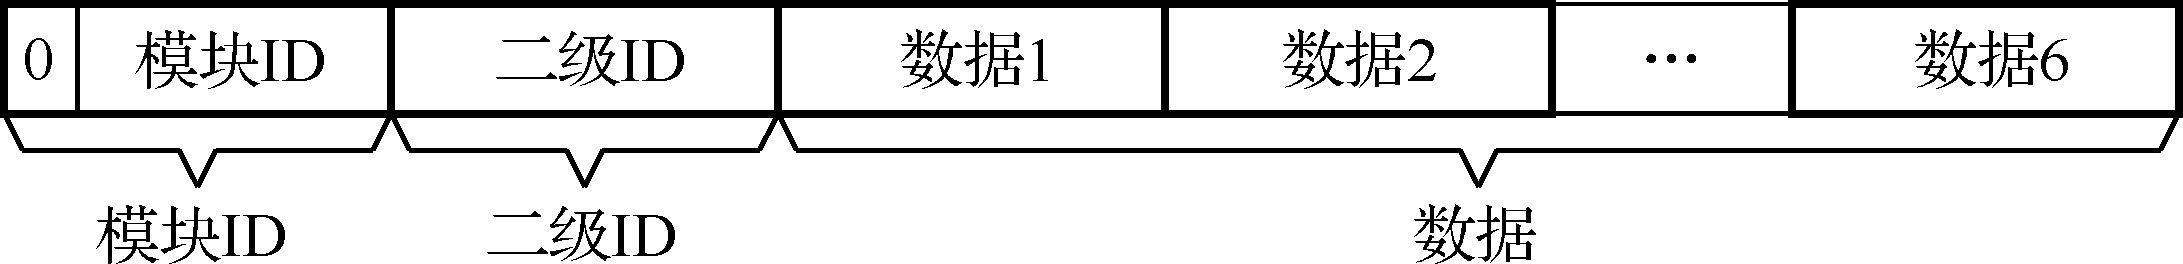 0 模块ID 二级ID 数据1 数据2 … 数据6
模块ID 二级ID 数据